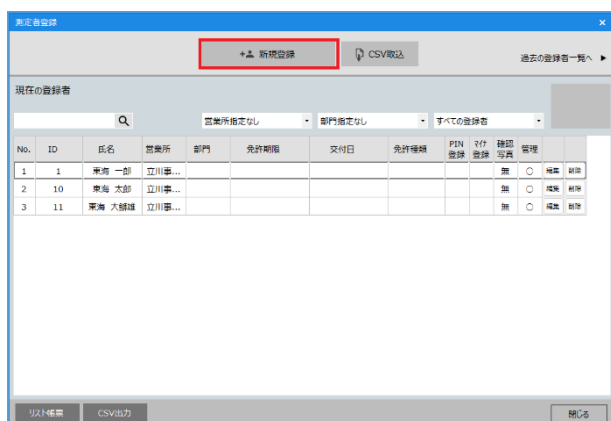 測定者登録
新規登録 CSV取込 過去の登録者一覧へ ▶
現在の登録者
営業所指定なし 部門指定なし すべての登録者
No. ID 氏名 営業所 部門 免許期限 交付日 免許種類 PIN登録 ﾏｲﾅ登録 確認写真 管理
1 1 東海 一郎 立川事... 無 ○ 編集 削除
2 10 東海 太郎 立川事... 無 ○ 編集 削除
3 11 東海 大雄 立川事... 無 ○ 編集 削除
リスト帳票 CSV出力 閉じる